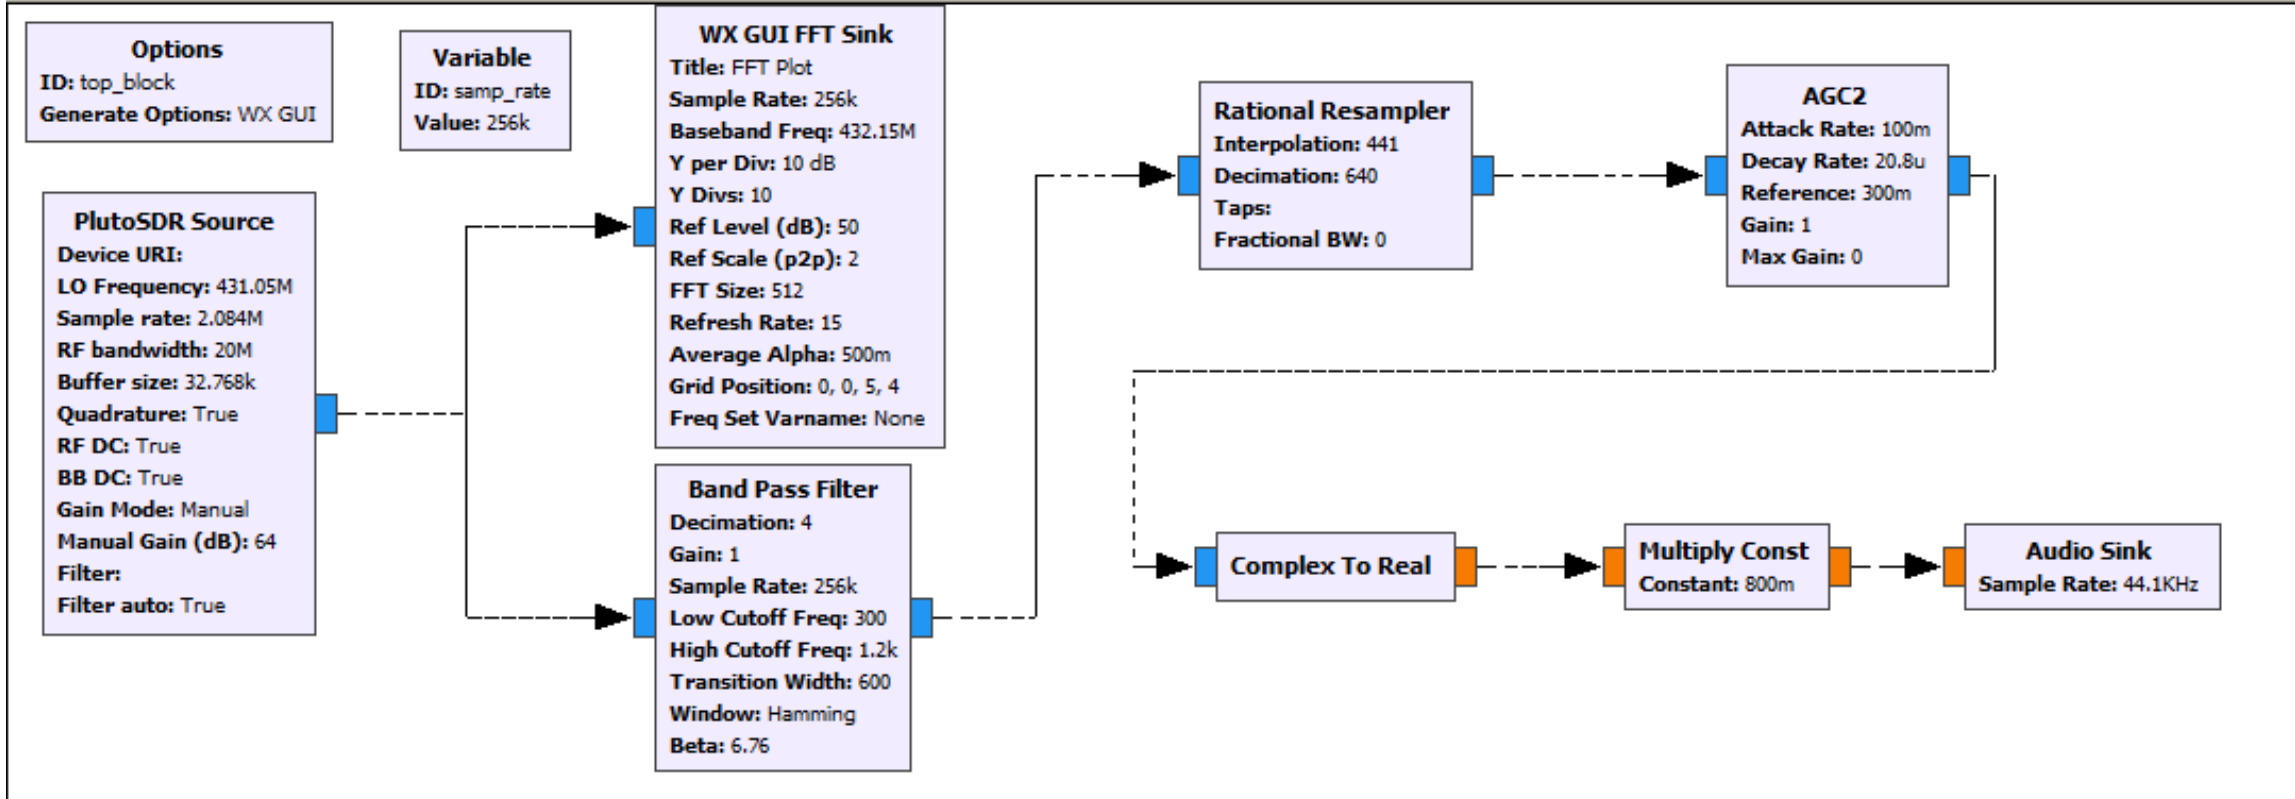 Options
ID: top_block
Generate Options: WX GUI
Variable
ID: samp_rate
Value: 256k
PlutoSDR Source
Device URI:
LO Frequency: 431.05M
Sample rate: 2.084M
RF bandwidth: 20M
Buffer size: 32.768k
Quadrature: True
RF DC: True
BB DC: True
Gain Mode: Manual
Manual Gain (dB): 64
Filter:
Filter auto: True
WX GUI FFT Sink
Title: FFT Plot
Sample Rate: 256k
Baseband Freq: 432.15M
Y per Div: 10 dB
Y Divs: 10
Ref Level (dB): 50
Ref Scale (p2p): 2
FFT Size: 512
Refresh Rate: 15
Average Alpha: 500m
Grid Position: 0, 0, 5, 4
Freq Set Varname: None
Band Pass Filter
Decimation: 4
Gain: 1
Sample Rate: 256k
Low Cutoff Freq: 300
High Cutoff Freq: 1.2k
Transition Width: 600
Window: Hamming
Beta: 6.76
Rational Resampler
Interpolation: 441
Decimation: 640
Taps:
Fractional BW: 0
AGC2
Attack Rate: 100m
Decay Rate: 20.8u
Reference: 300m
Gain: 1
Max Gain: 0
Complex To Real
Multiply Const
Constant: 800m
Audio Sink
Sample Rate: 44.1KHz